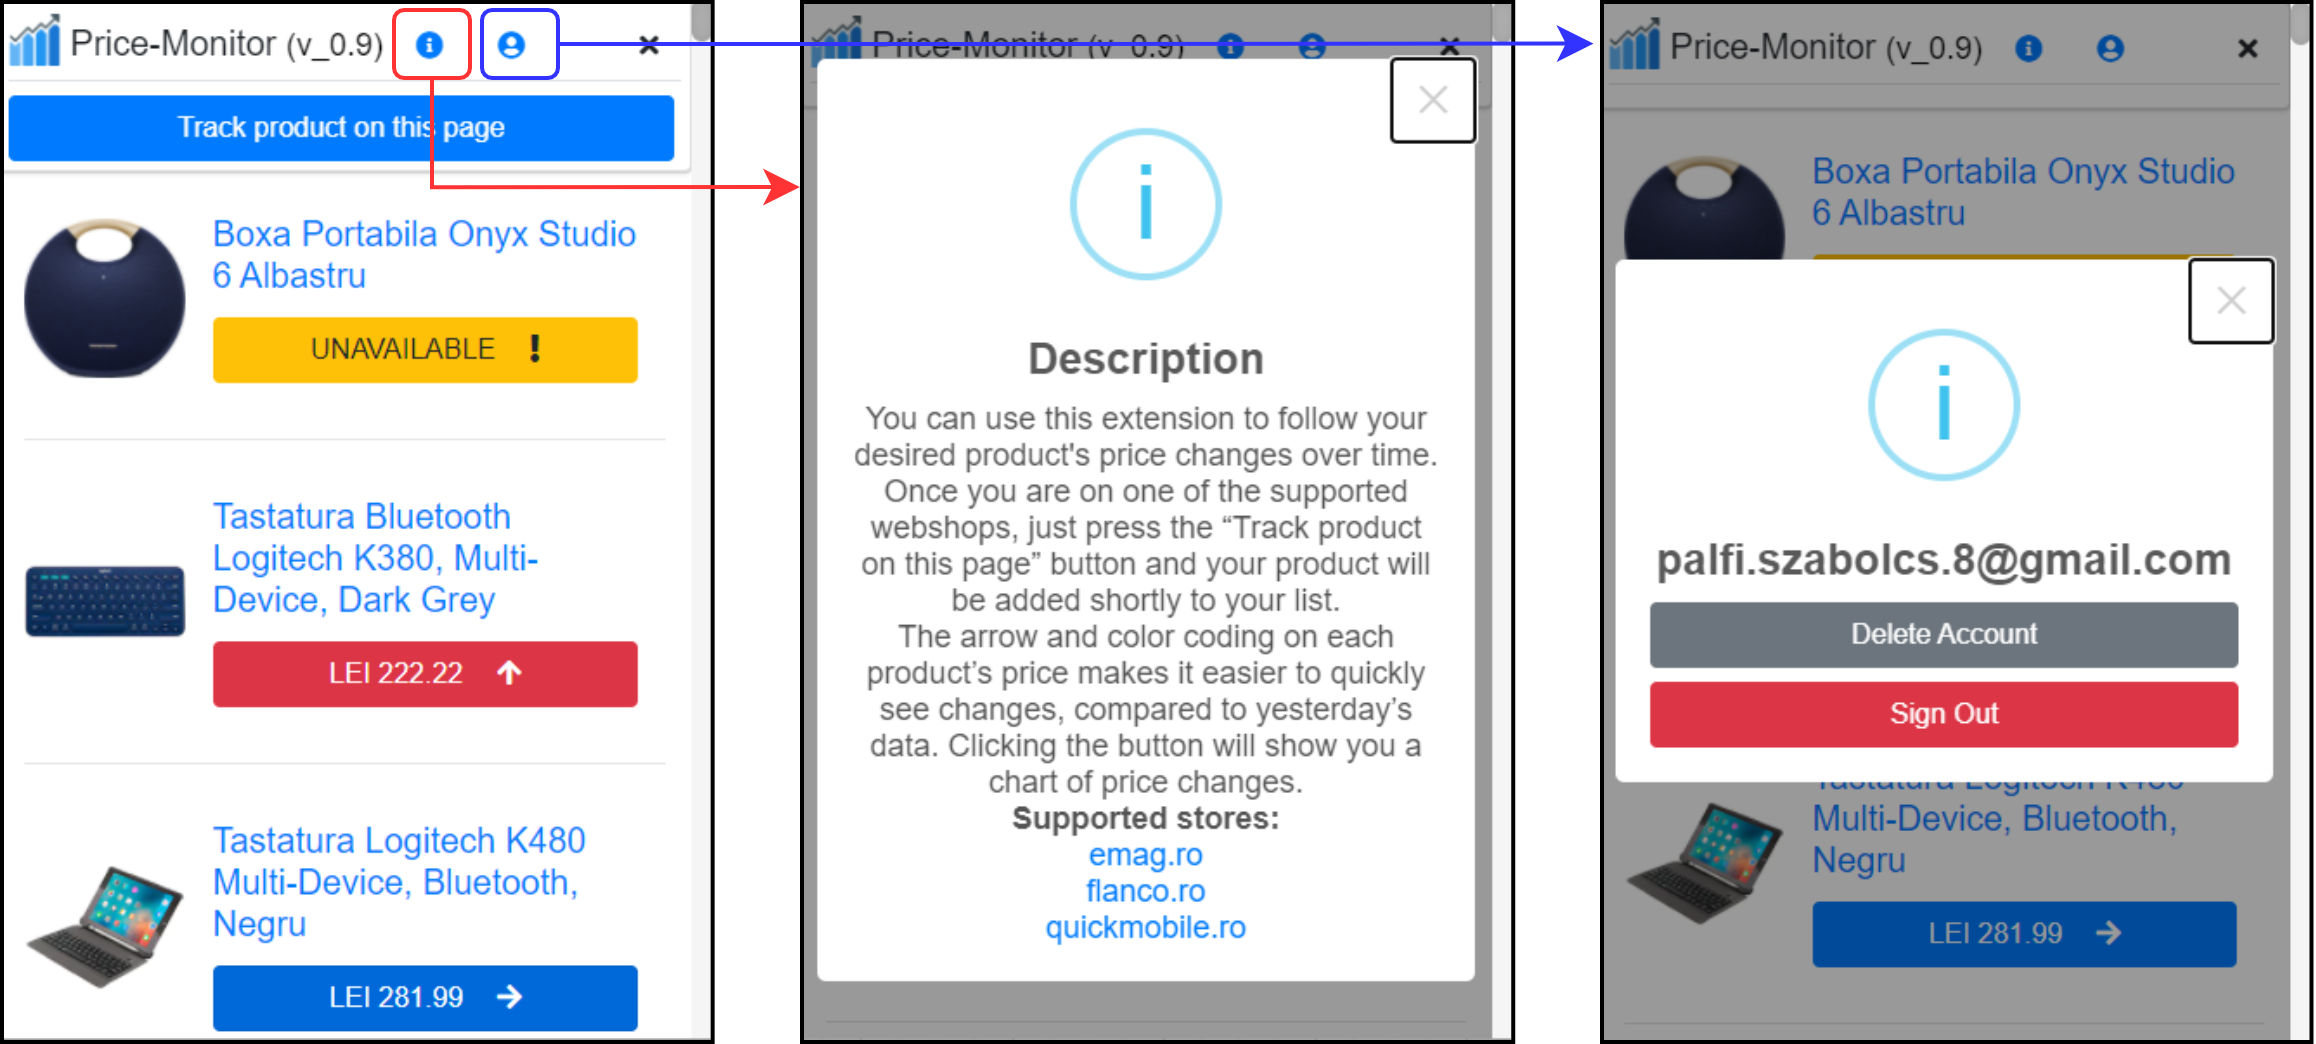 Price-Monitor (v_0.9)
Track product on this page
Boxa Portabila Onyx Studio
6 Albastru
UNAVAILABLE !
Tastatura Bluetooth
Logitech K380, Multi-
Device, Dark Grey
LEI 222.22
Tastatura Logitech K480
Multi-Device, Bluetooth,
Negru
LEI 281.99
Price-Monitor (v_0.9)
Description
You can use this extension to follow your
desired product's price changes over time.
Once you are on one of the supported
webshops, just press the “Track product
on this page” button and your product will
be added shortly to your list.
The arrow and color coding on each
product’s price makes it easier to quickly
see changes, compared to yesterday’s
data. Clicking the button will show you a
chart of price changes.
Supported stores:
emag.ro
flanco.ro
quickmobile.ro
Price-Monitor (v_0.9)
Boxa Portabila Onyx Studio
6 Albastru
palfi.szabolcs.8@gmail.com
Delete Account
Sign Out
Tastatura Logitech K480
Multi-Device, Bluetooth,
Negru
LEI 281.99